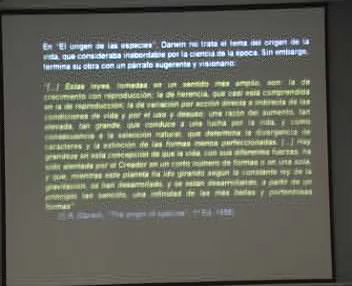 En "El origen de las especies", Darwin no trata el tema del origen de la
vida, que consideraba inabordable por la ciencia de la época. Sin embargo,
termina su obra con un párrafo sugerente y visionario:
"[...] Estas leyes, tomadas en un sentido más amplio, son: la de
crecimiento con reproducción; la de herencia, que casi está comprendida
en la de reproducción; la de variación por acción directa e indirecta de las
condiciones de vida y por el uso y desuso; una razón del aumento, tan
elevada, tan grande, que conduce a una lucha por la vida, y como
consecuencia a la selección natural, que determina la divergencia de
caracteres y la extinción de las formas menos perfeccionadas. [...] Hay
grandeza en esta concepción de que la vida, con sus diferentes fuerzas, ha
sido alentada por el Creador en un corto número de formas o en una sola,
y que, mientras este planeta ha ido girando según la constante ley de la
gravitación, se han desarrollado, y se están desarrollando, a partir de un
principio tan sencillo, una infinidad de las más bellas y portentosas
formas"
(C.R. Darwin, "The origin of species", 1ª Ed.